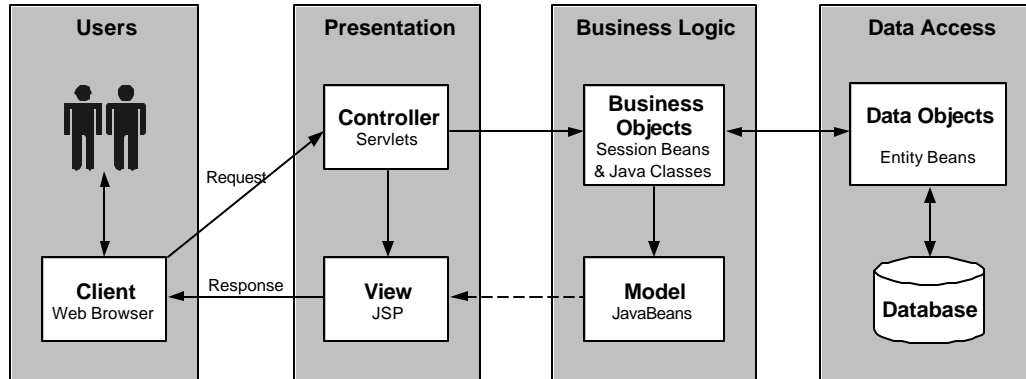 Users
Presentation
Business Logic
Data Access
Controller
Servlets
Business
Objects
Session Beans
& Java Classes
Data Objects
Entity Beans
Request
Client
Web Browser
Response
View
JSP
Model
JavaBeans
Database